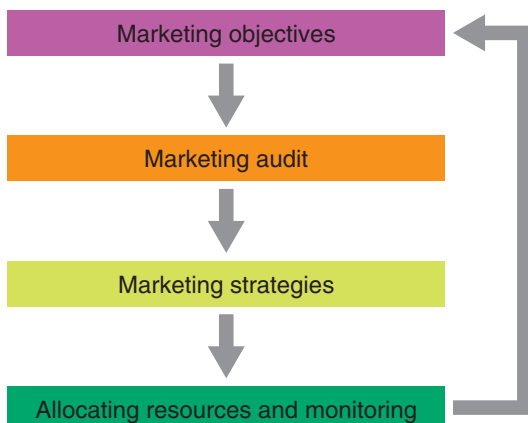 Marketing objectives
Marketing audit
Marketing strategies
Allocating resources and monitoring